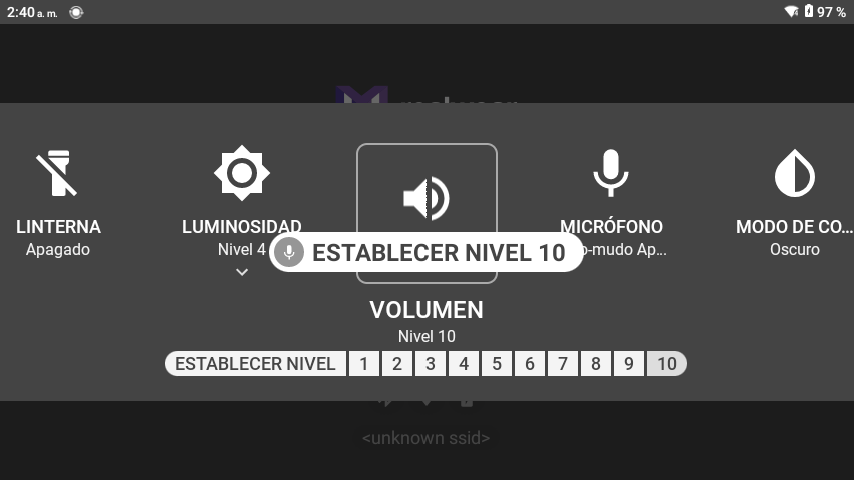 2:40 a. m.
97 %
LINTERNA
Apagado
LUMINOSIDAD
Nivel 4
MICRÓFONO
o-mudo Ap...
MODO DE CO...
Oscuro
ESTABLECER NIVEL 10
VOLUMEN
Nivel 10
ESTABLECER NIVEL 1 2 3 4 5 6 7 8 9 10
<unknown ssid>